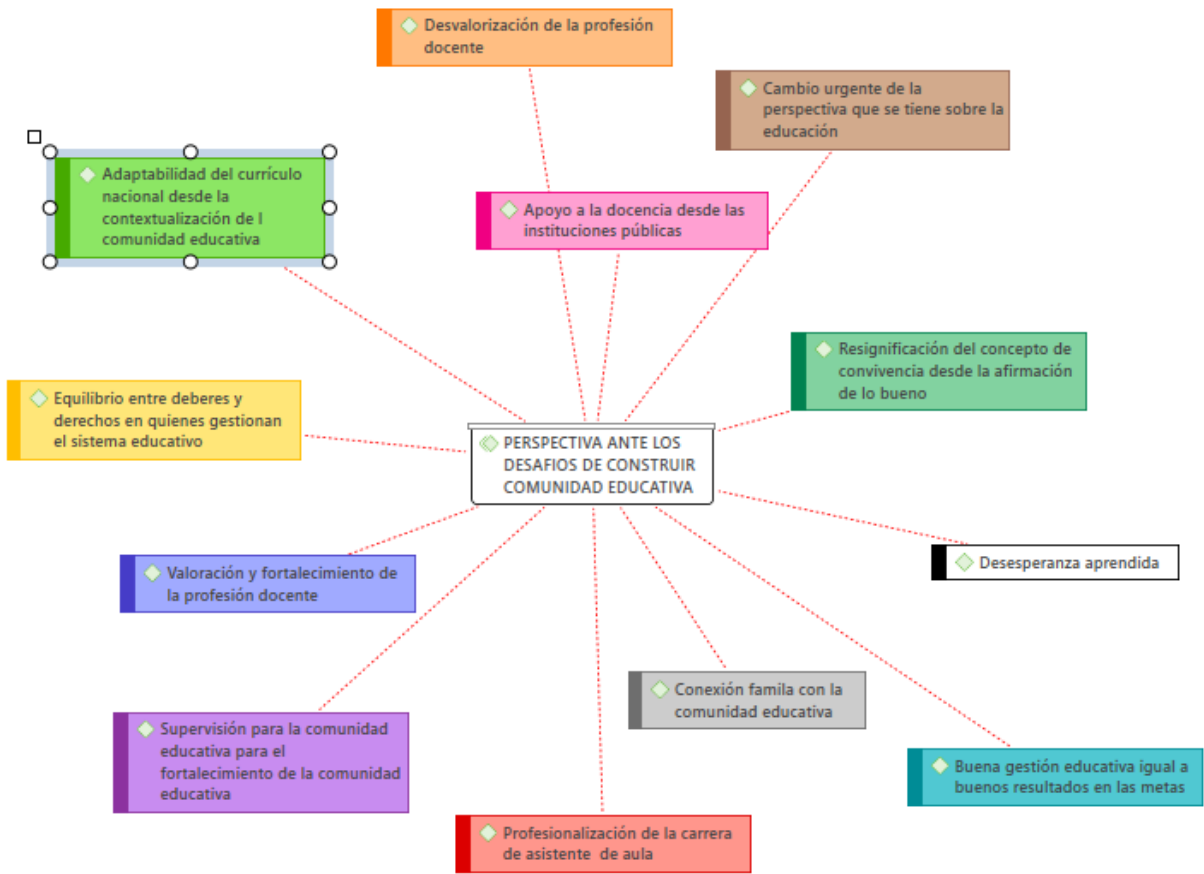 Desvalorización de la profesión
docente
Cambio urgente de la
perspectiva que se tiene sobre la
educación
Adaptabilidad del currículo
nacional desde la
contextualización de l
comunidad educativa
Apoyo a la docencia desde las
instituciones públicas
Resignificación del concepto de
convivencia desde la afirmación
de lo bueno
Equilibrio entre deberes y
derechos en quienes gestionan
el sistema educativo
PERSPECTIVA ANTE LOS
DESAFIOS DE CONSTRUIR
COMUNIDAD EDUCATIVA
Valoración y fortalecimiento de
la profesión docente
Desesperanza aprendida
Conexión famila con la
comunidad educativa
Supervisión para la comunidad
educativa para el
fortalecimiento de la comunidad
educativa
Buena gestión educativa igual a
buenos resultados en las metas
Profesionalización de la carrera
de asistente de aula